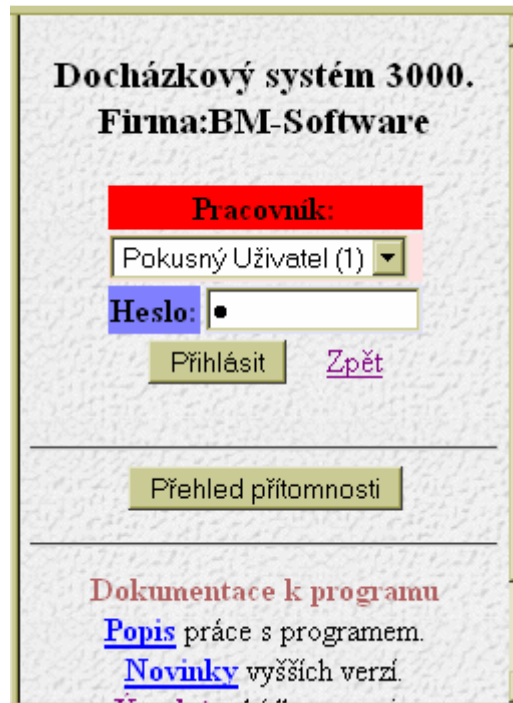 Docházkový systém 3000.
Firma:BM-Software
Pracovník:
Pokusný Uživatel (1)
Heslo: ●
Přihlásit Zpět
Přehled přítomnosti
Dokumentace k programu
Popis práce s programem.
Novinky vyšších verzí.